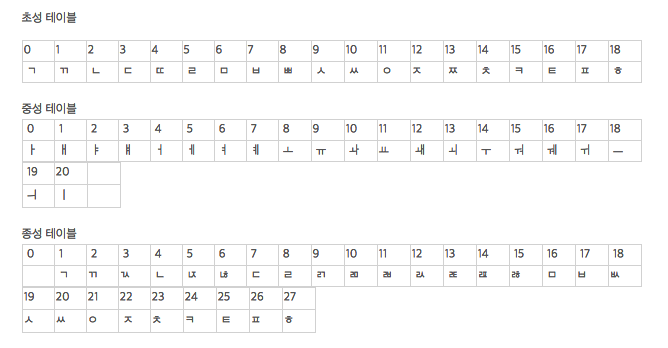 초성 테이블
0 1 2 3 4 5 6 7 8 9 10 11 12 13 14 15 16 17 18
ㄱ ㄲ ㄴ ㄷ ㄸ ㄹ ㅁ ㅂ ㅃ ㅅ ㅆ ㅇ ㅈ ㅉ ㅊ ㅋ ㅌ ㅍ ㅎ
중성 테이블
0 1 2 3 4 5 6 7 8 9 10 11 12 13 14 15 16 17 18
ㅏ ㅐ ㅑ ㅒ ㅓ ㅔ ㅕ ㅖ ㅗ ㅠ ㅘ ㅛ ㅙ ㅚ ㅜ ㅝ ㅞ ㅟ ㅡ
19 20
ㅢ ㅣ
종성 테이블
0 1 2 3 4 5 6 7 8 9 10 11 12 13 14 15 16 17 18
ㄱ ㄲ ㄳ ㄴ ㄵ ㄶ ㄷ ㄹ ㄺ ㄻ ㄼ ㄽ ㄾ ㄿ ㅀ ㅁ ㅂ ㅄ
19 20 21 22 23 24 25 26 27
ㅅ ㅆ ㅇ ㅈ ㅊ ㅋ ㅌ ㅍ ㅎ